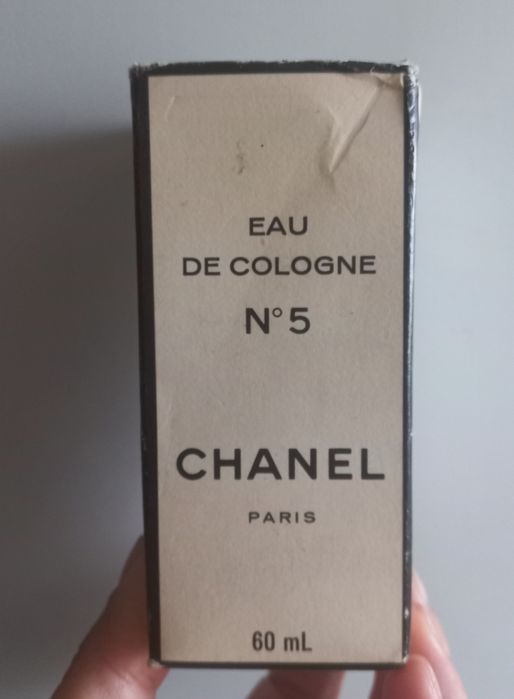 EAU
DE COLOGNE
N° 5
CHANEL
PARIS
60 mL